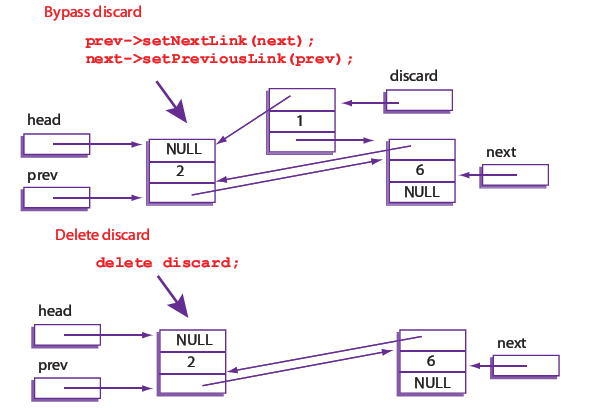 Bypass discard
prev->setNextLink(next);
next->setPreviousLink(prev);
discard
head
1
NULL
2
prev
6
NULL
next
Delete discard
delete discard;
head
NULL
2
prev
6
NULL
next